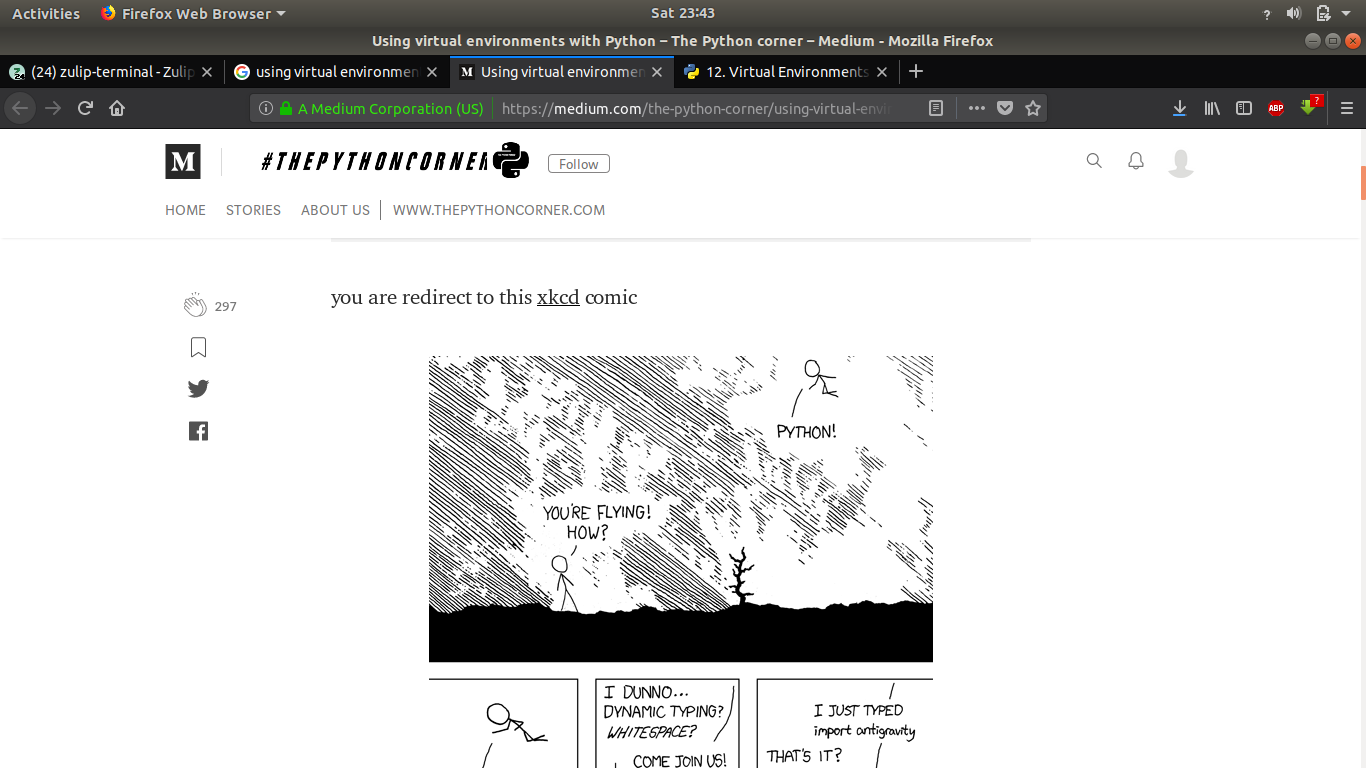 Activities Firefox Web Browser Sat 23:43
Using virtual environments with Python – The Python corner – Medium - Mozilla Firefox
(24) zulip-terminal - Zulip using virtual environmen Using virtual environmen 12. Virtual Environments
A Medium Corporation (US) https://medium.com/the-python-corner/using-virtual-envi ABP ?
M #THEPYTHONCORNER Follow
HOME STORIES ABOUT US WWW.THEPYTHONCORNER.COM
you are redirect to this xkcd comic
297
PYTHON!
YOU'RE FLYING!
HOW?
I DUNNO...
DYNAMIC TYPING?
WHITESPACE?
COME JOIN US!
I JUST TYPED
import antigravity
THAT'S IT?